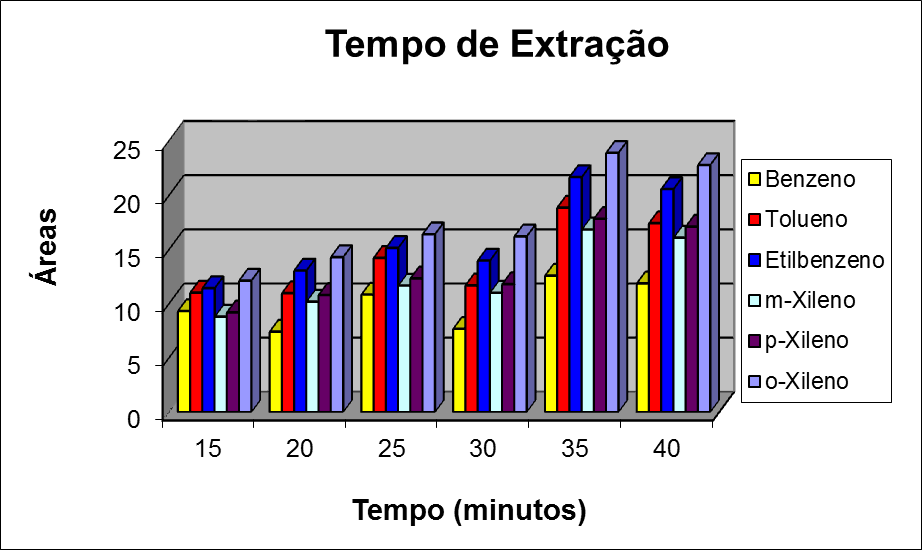 Tempo de Extração
25
20
15
10
5
0
Áreas
15 20 25 30 35 40
Tempo (minutos)
Benzeno
Tolueno
Etilbenzeno
m-Xileno
p-Xileno
o-Xileno